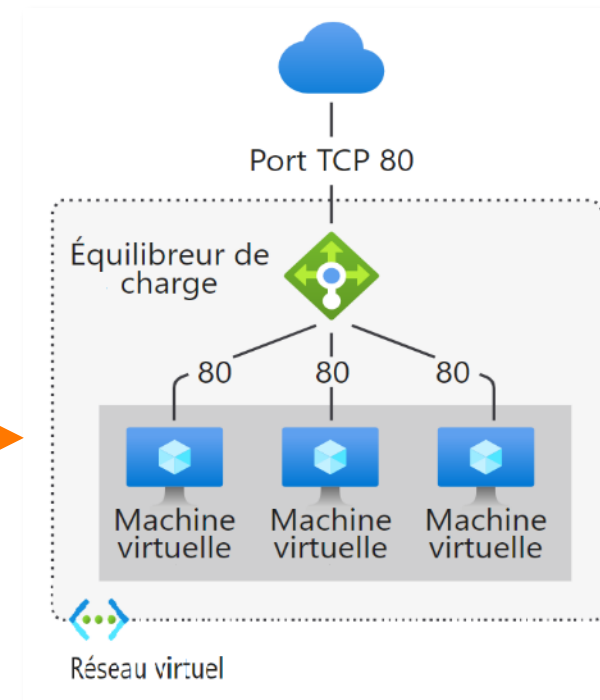 Port TCP 80
Équilibreur de
charge
80 80 80
Machine Machine Machine
virtuelle virtuelle virtuelle
Réseau virtuel